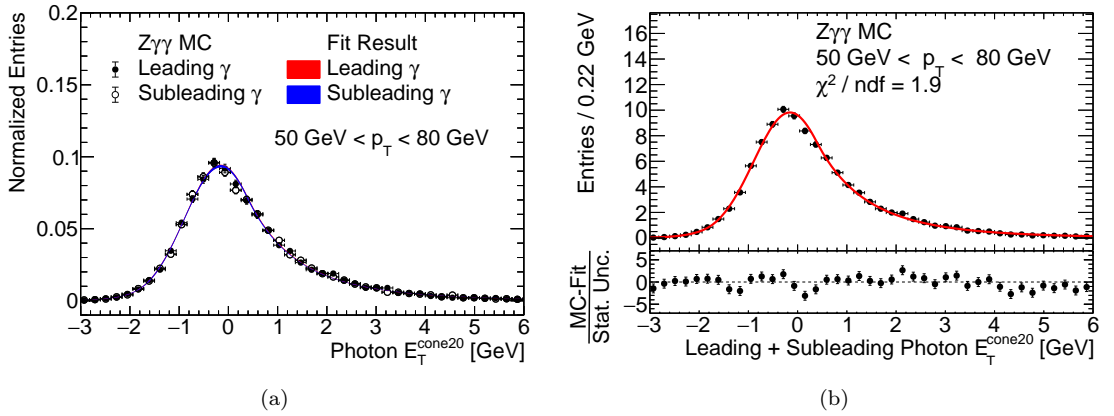 Normalized Entries
0.2
0.15
0.1
0.05
0
Zγγ MC
Leading γ
Subleading γ
Fit Result
Leading γ
Subleading γ
50 GeV < p_T < 80 GeV
−3 −2 −1 0 1 2 3 4 5 6
Photon E_T^cone20 [GeV]
(a)
Entries / 0.22 GeV
16
14
12
10
8
6
4
2
0
Zγγ MC
50 GeV < p_T < 80 GeV
χ² / ndf = 1.9
MC-Fit
Stat. Unc.
5
0
−5
−3 −2 −1 0 1 2 3 4 5 6
Leading + Subleading Photon E_T^cone20 [GeV]
(b)